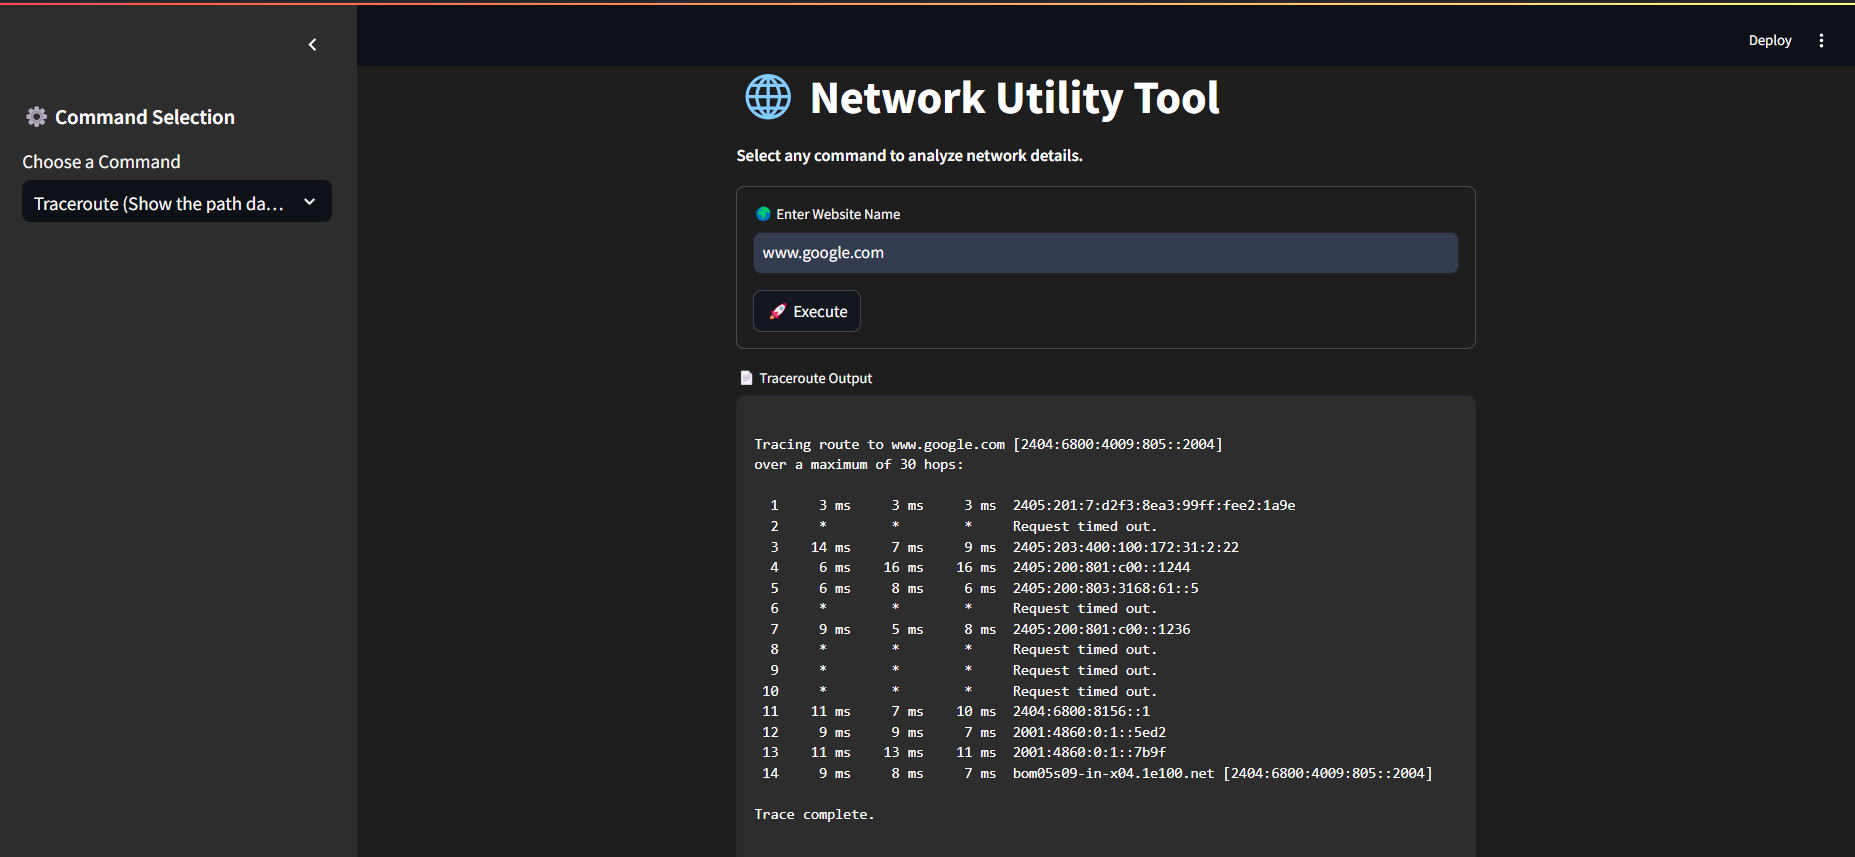 Deploy
Command Selection
Choose a Command
Traceroute (Show the path da...
Network Utility Tool
Select any command to analyze network details.
Enter Website Name
www.google.com
Execute
Traceroute Output
Tracing route to www.google.com [2404:6800:4009:805::2004]
over a maximum of 30 hops:
1 3 ms 3 ms 3 ms 2405:201:7:d2f3:8ea3:99ff:fee2:1a9e
2 * * * Request timed out.
3 14 ms 7 ms 9 ms 2405:203:400:100:172:31:2:22
4 6 ms 16 ms 16 ms 2405:200:801:c00::1244
5 6 ms 8 ms 6 ms 2405:200:803:3168:61::5
6 * * * Request timed out.
7 9 ms 5 ms 8 ms 2405:200:801:c00::1236
8 * * * Request timed out.
9 * * * Request timed out.
10 * * * Request timed out.
11 11 ms 7 ms 10 ms 2404:6800:8156::1
12 9 ms 9 ms 7 ms 2001:4860:0:1::5ed2
13 11 ms 13 ms 11 ms 2001:4860:0:1::7b9f
14 9 ms 8 ms 7 ms bom05s09-in-x04.1e100.net [2404:6800:4009:805::2004]
Trace complete.